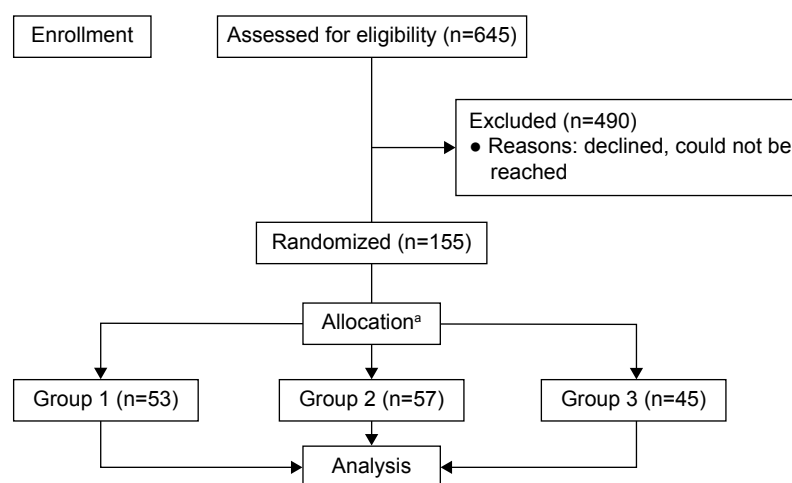 Enrollment
Assessed for eligibility (n=645)
Excluded (n=490)
● Reasons: declined, could not be
reached
Randomized (n=155)
Allocationᵃ
Group 1 (n=53)
Group 2 (n=57)
Group 3 (n=45)
Analysis